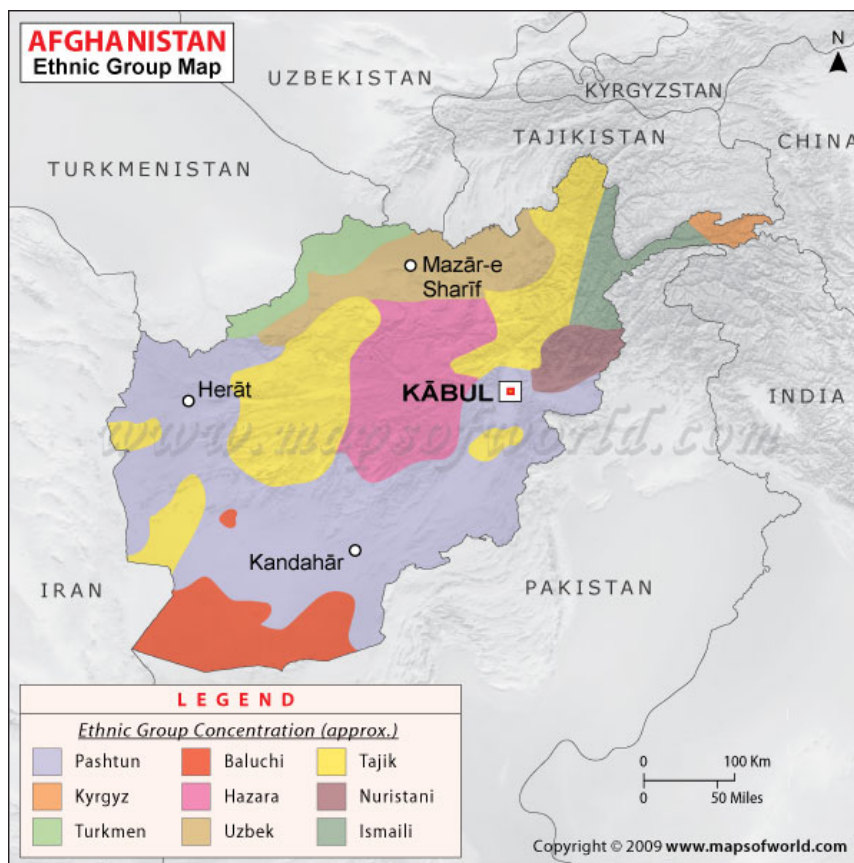 AFGHANISTAN
Ethnic Group Map
N
UZBEKISTAN
KYRGYZSTAN
TAJIKISTAN
CHINA
TURKMENISTAN
Mazār-e
Sharīf
Herāt
KĀBUL
INDIA
www.mapsofworld.com
Kandahār
IRAN
PAKISTAN
LEGEND
Ethnic Group Concentration (approx.)
Pashtun Baluchi Tajik
Kyrgyz Hazara Nuristani
Turkmen Uzbek Ismaili
0 100 Km
0 50 Miles
Copyright © 2009 www.mapsofworld.com